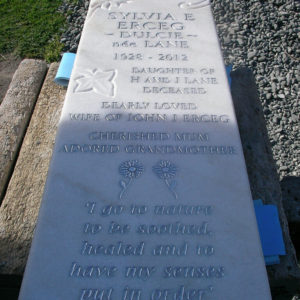 SYLVIA E
ERCEG
~ DULCIE ~
née LANE
1928 - 2012
DAUGHTER OF
H AND I LANE
DECEASED
DEARLY LOVED
WIFE OF JOHN J ERCEG
CHERISHED MUM
ADORED GRANDMOTHER
'I go to nature
to be soothed,
healed and to
have my senses
put in order'